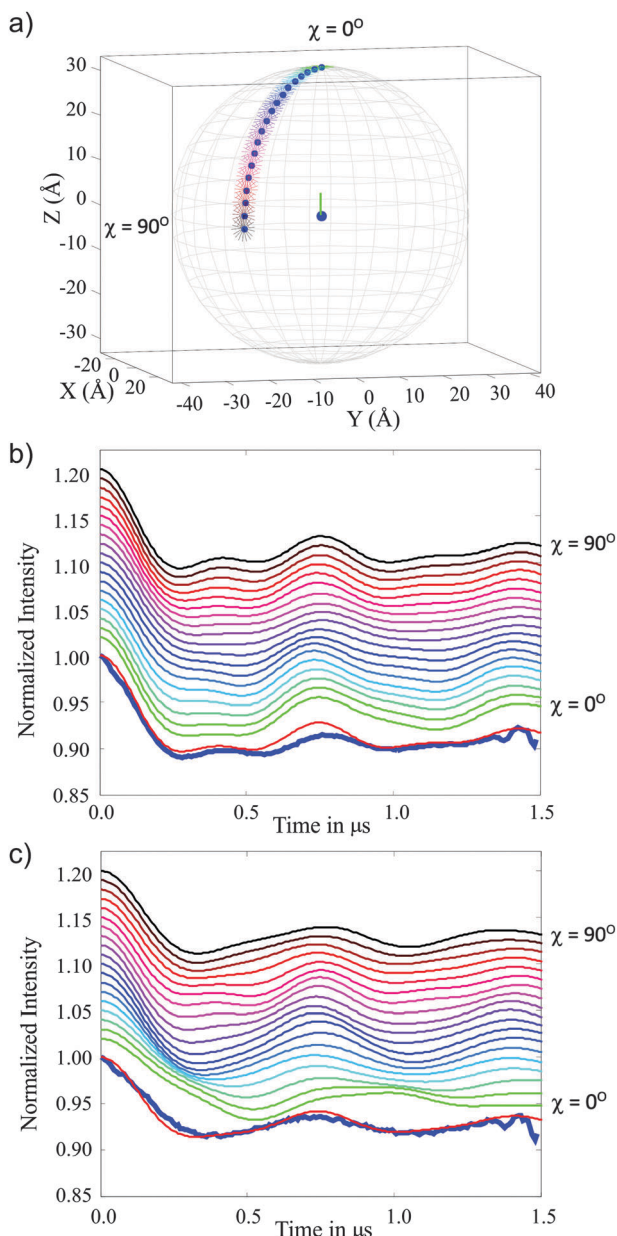 a)
χ = 0°
Z (Å)
30
20
10
0
-10
-20
-30
χ = 90°
-20
0
20
X (Å)
-40
-30
-20
-10
0
10
20
30
40
Y (Å)
b)
Normalized Intensity
1.20
1.15
1.10
1.05
1.00
0.95
0.90
0.85
χ = 90°
χ = 0°
0.0
0.5
1.0
1.5
Time in µs
c)
Normalized Intensity
1.20
1.15
1.10
1.05
1.00
0.95
0.90
0.85
χ = 90°
χ = 0°
0.0
0.5
1.0
1.5
Time in µs